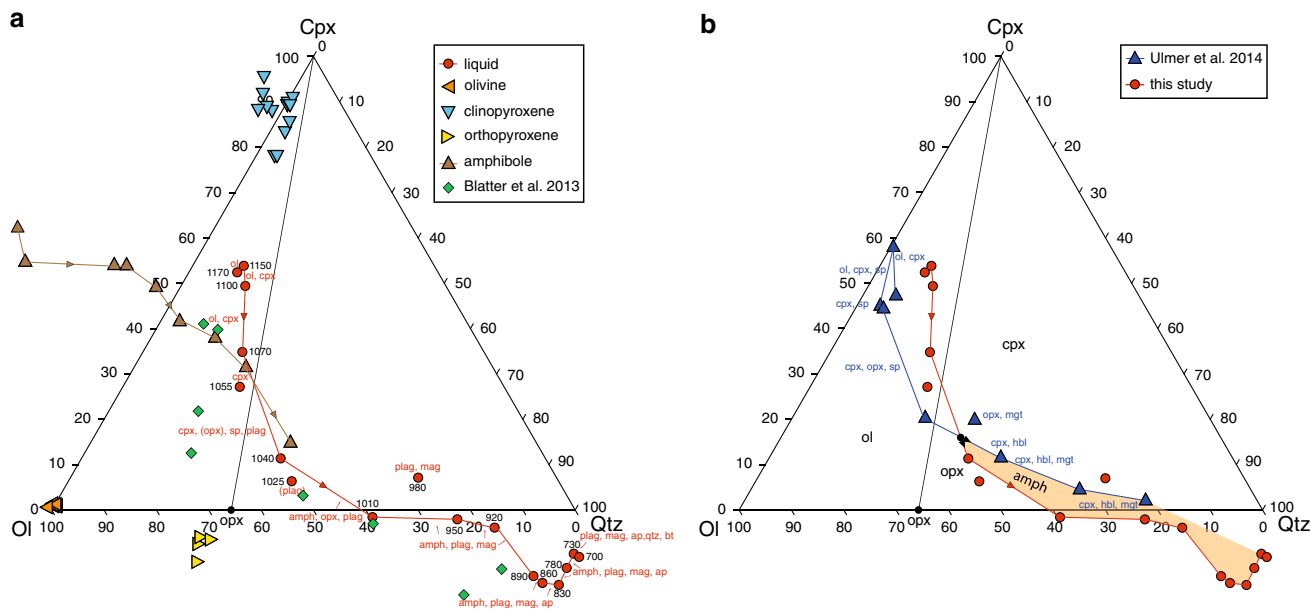 a
Cpx
0
100
10
90
20
80
30
70
40
60
50
50
60
40
70
30
80
20
90
10
100
0
Ol
100
90
80
70
60
50
40
30
20
10
0
Qtz
opx
liquid
olivine
clinopyroxene
orthopyroxene
amphibole
Blatter et al. 2013
ol
1150
1170
ol, cpx
1100
ol, cpx
1070
cpx
1055
cpx, (opx), sp, plag
1040
1025
(plag)
plag, mag
980
1010
amph, opx, plag
950
920
amph, plag, mag
plag, mag, ap,qtz, bt
730
700
780
890
860
830
amph, plag, mag, ap
amph, plag, mag, ap
b
Cpx
0
100
10
90
20
80
30
70
40
60
50
50
60
40
70
30
80
20
90
10
100
0
Ol
100
90
80
70
60
50
40
30
20
10
0
Qtz
opx
Ulmer et al. 2014
this study
ol, cpx
ol, cpx, sp
cpx, sp
cpx
cpx, opx, sp
opx, mgt
ol
cpx, hbl
cpx, hbl, mgt
opx
amph
cpx, hbl, mgt